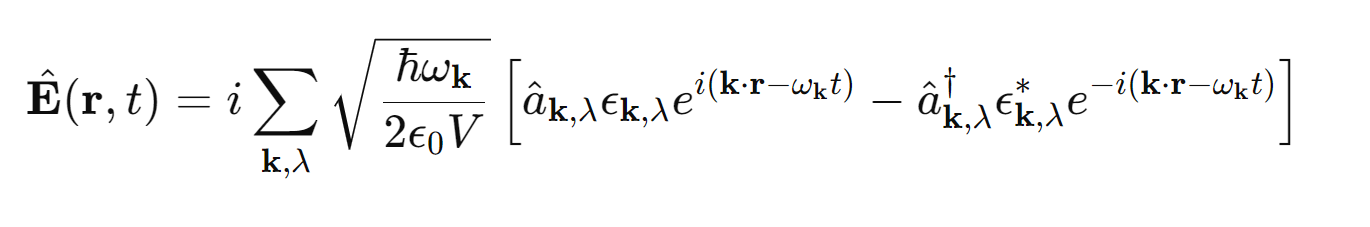 $\hat{\mathbf{E}}(\mathbf{r},t) = i \sum_{\mathbf{k},\lambda} \sqrt{\frac{\hbar\omega_{\mathbf{k}}}{2\epsilon_0 V}} \left[ \hat{a}_{\mathbf{k},\lambda} \epsilon_{\mathbf{k},\lambda} e^{i(\mathbf{k}\cdot\mathbf{r}-\omega_{\mathbf{k}}t)} - \hat{a}^{\dagger}_{\mathbf{k},\lambda} \epsilon^{*}_{\mathbf{k},\lambda} e^{-i(\mathbf{k}\cdot\mathbf{r}-\omega_{\mathbf{k}}t)} \right]$